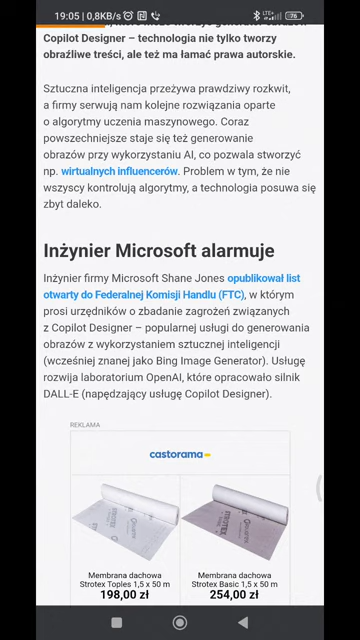 19:05 | 0,8KB/s
LTE+
76
Copilot Designer – technologia nie tylko tworzy
obraźliwe treści, ale też ma łamać prawa autorskie.
Sztuczna inteligencja przeżywa prawdziwy rozkwit,
a firmy serwują nam kolejne rozwiązania oparte
o algorytmy uczenia maszynowego. Coraz
powszechniejsze staje się też generowanie
obrazów przy wykorzystaniu AI, co pozwala stworzyć
np. wirtualnych influencerów. Problem w tym, że nie
wszyscy kontrolują algorytmy, a technologia posuwa się
zbyt daleko.
Inżynier Microsoft alarmuje
Inżynier firmy Microsoft Shane Jones opublikował list
otwarty do Federalnej Komisji Handlu (FTC), w którym
prosi urzędników o zbadanie zagrożeń związanych
z Copilot Designer – popularnej usługi do generowania
obrazów z wykorzystaniem sztucznej inteligencji
(wcześniej znanej jako Bing Image Generator). Usługę
rozwija laboratorium OpenAI, które opracowało silnik
DALL-E (napędzający usługę Copilot Designer).
REKLAMA
castorama
Membrana dachowa
Strotex Toples 1,5 x 50 m
198,00 zł
Membrana dachowa
Strotex Basic 1,5 x 50 m
254,00 zł